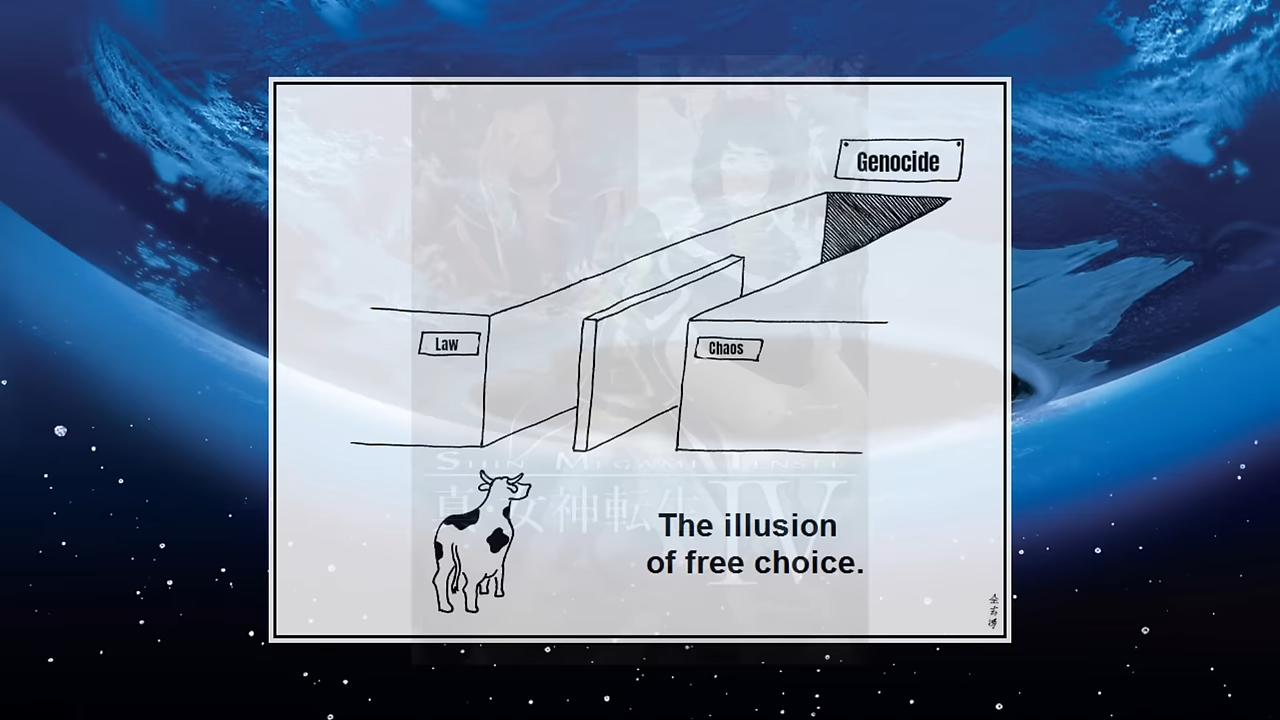 Genocide
Law
Chaos
SHIN MEGAMI TENSEI
真・女神転生 IV
The illusion
of free choice.